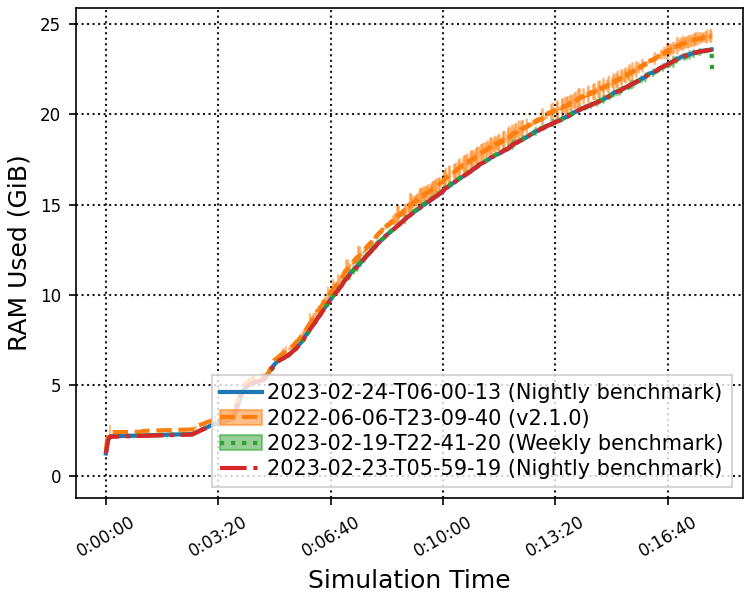 25
20
15
10
5
0
RAM Used (GiB)
2023-02-24-T06-00-13 (Nightly benchmark)
2022-06-06-T23-09-40 (v2.1.0)
2023-02-19-T22-41-20 (Weekly benchmark)
2023-02-23-T05-59-19 (Nightly benchmark)
0:00:00
0:03:20
0:06:40
0:10:00
0:13:20
0:16:40
Simulation Time